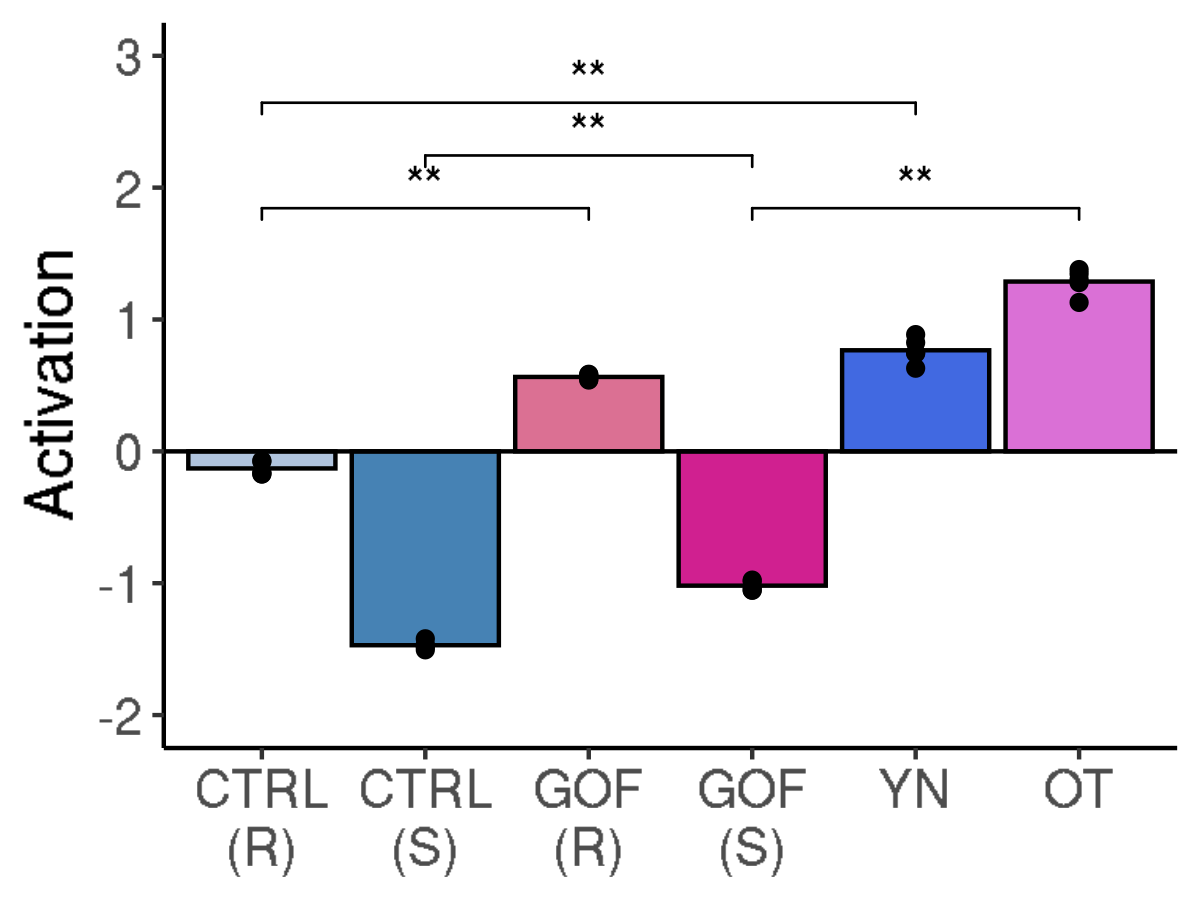 Activation
3
2
1
0
-1
-2
**
**
**
**
CTRL (R)
CTRL (S)
GOF (R)
GOF (S)
YN
OT